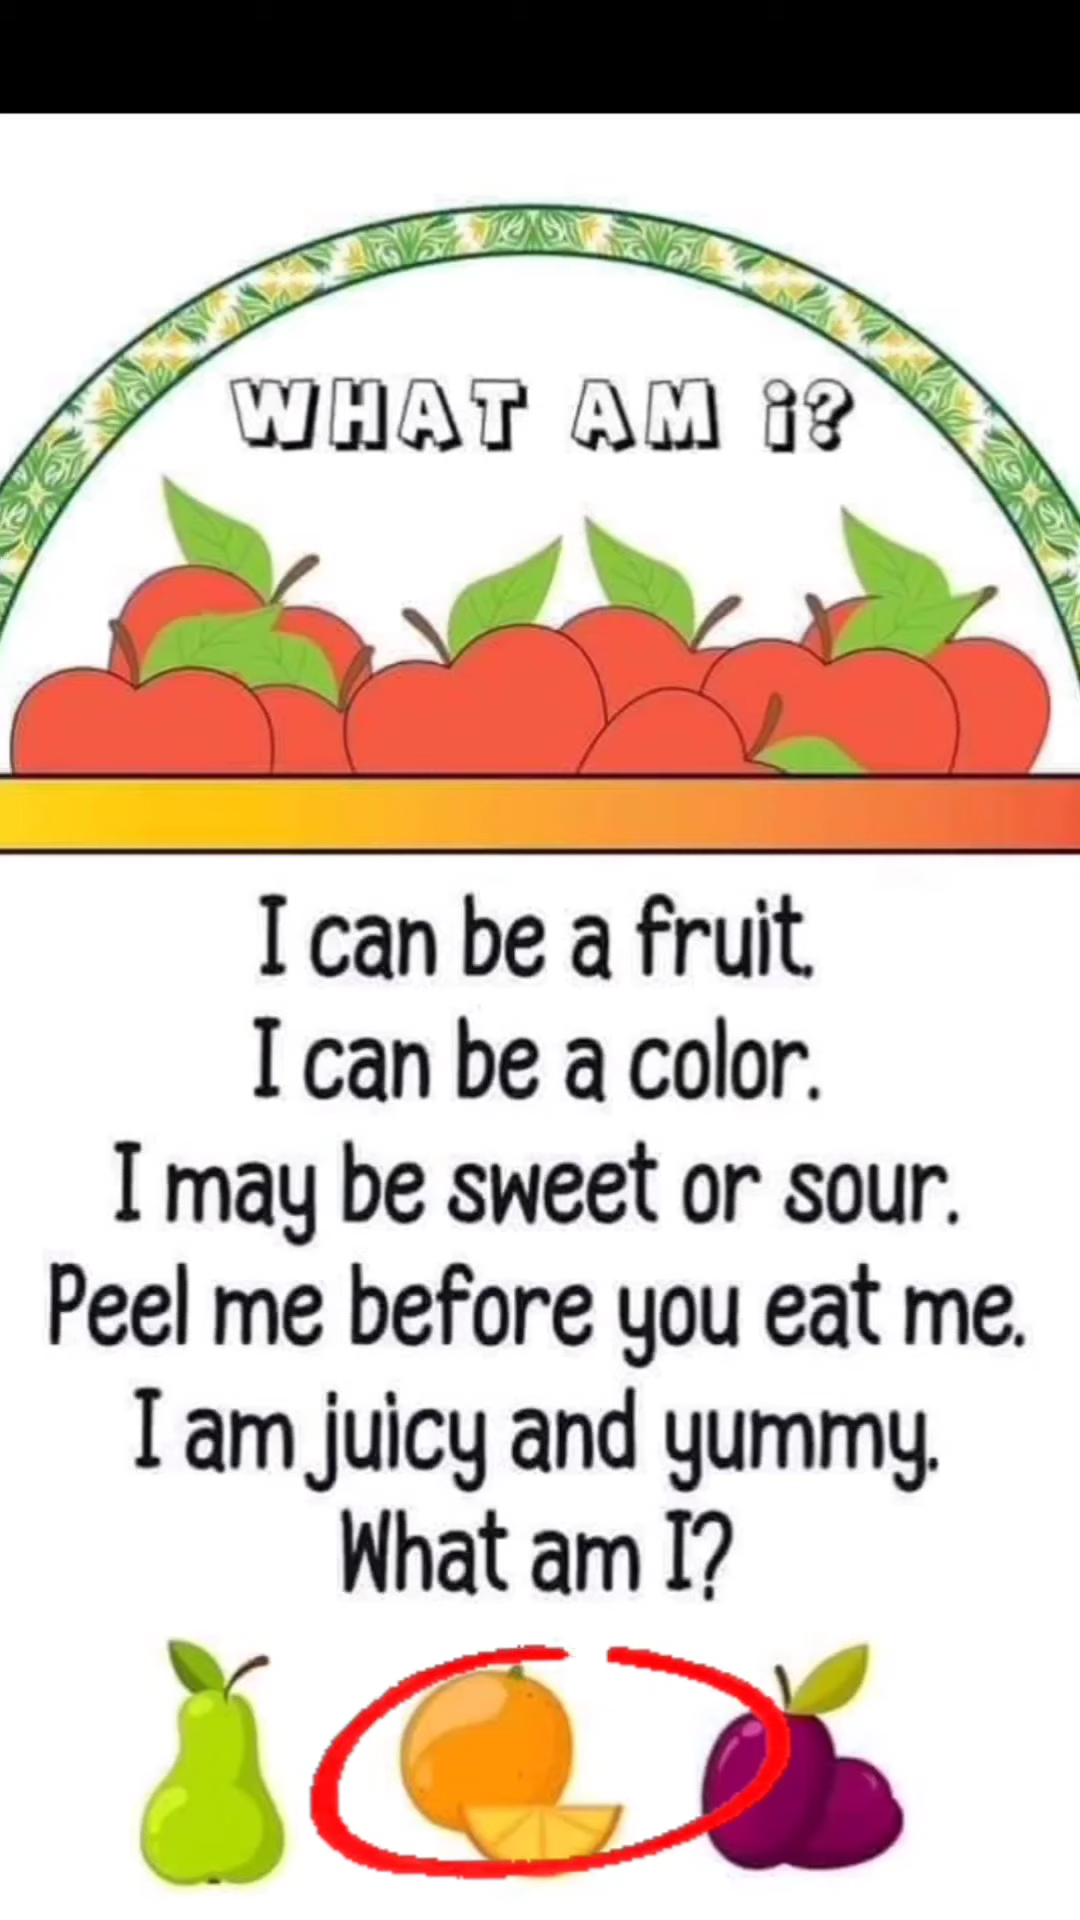 WHAT AM i?
I can be a fruit.
I can be a color.
I may be sweet or sour.
Peel me before you eat me.
I am juicy and yummy.
What am I?